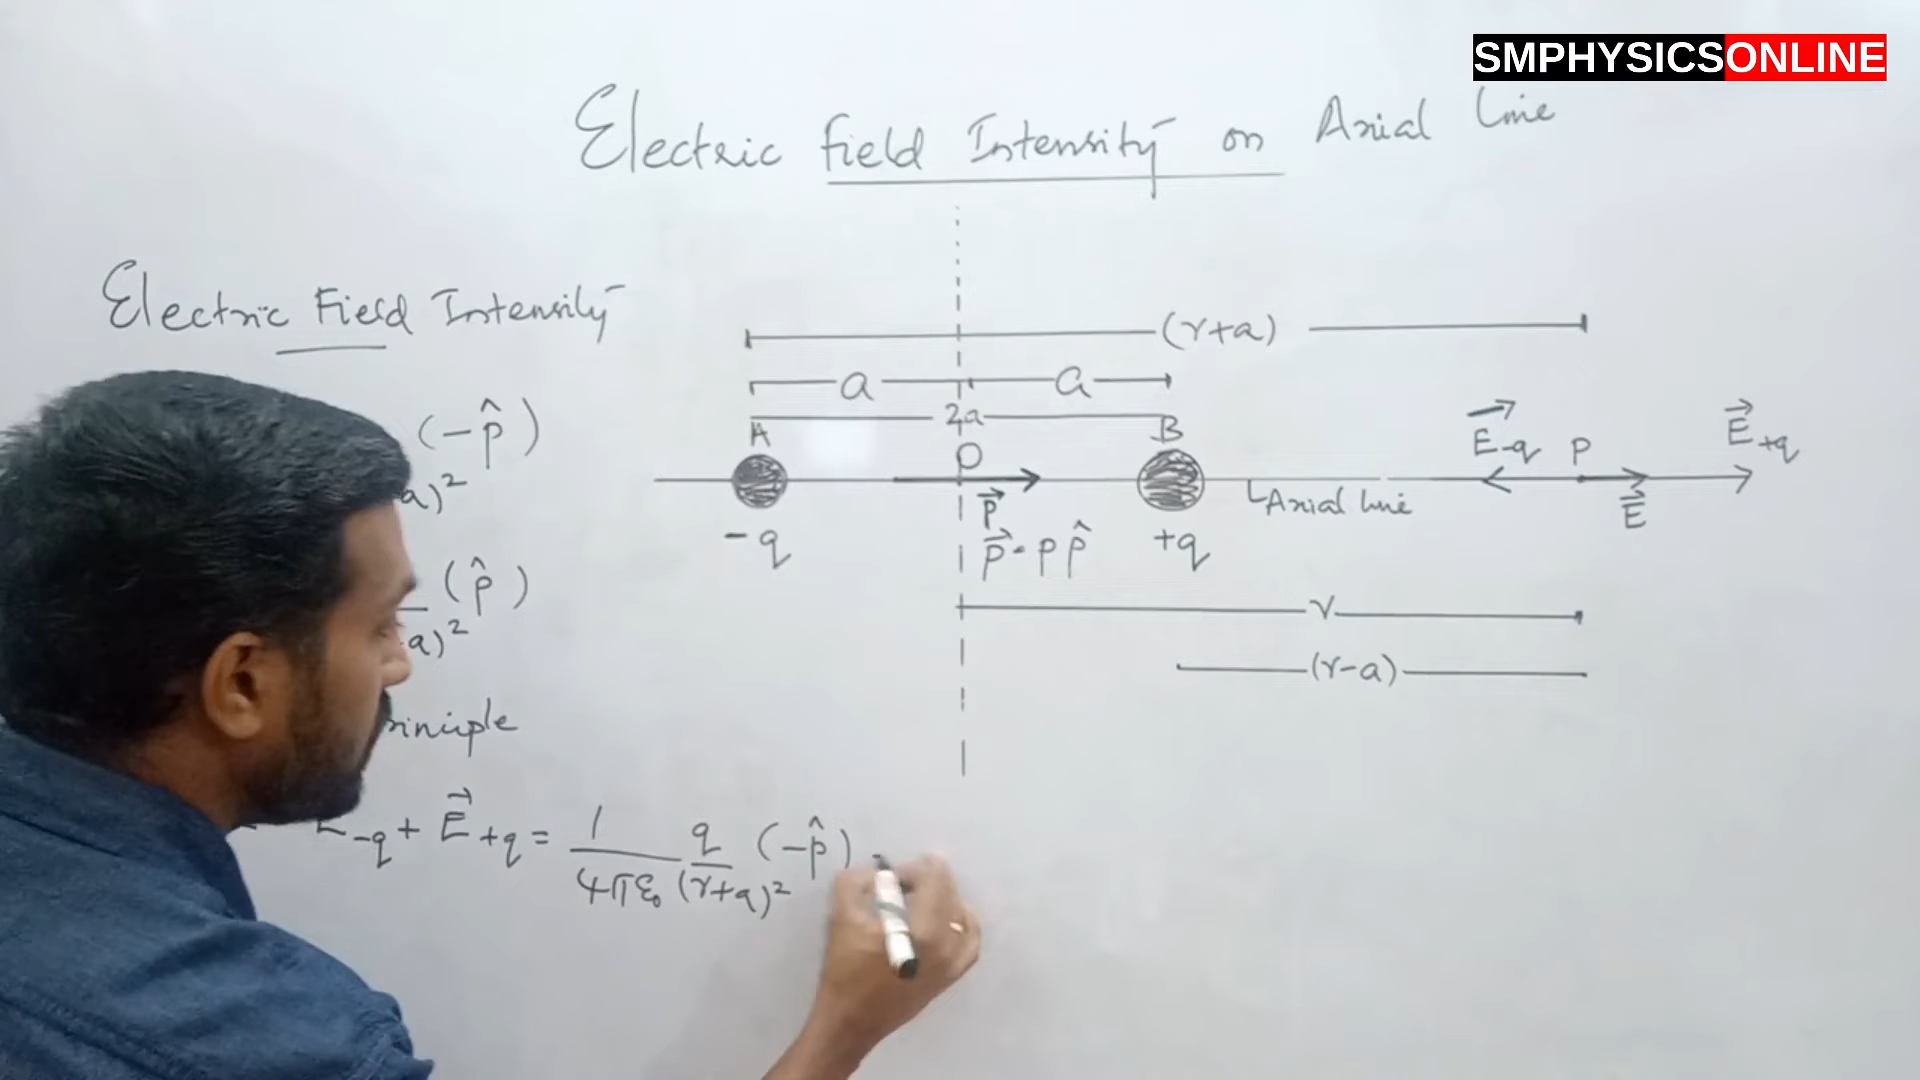 SMPHYSICSONLINE
Electric Field Intensity on Axial Line
Electric Field Intensity
(r+a)
a a
2a
A O B
E⃗-q P E⃗+q
(-p̂)
a)²
p⃗
Axial line
E⃗
-q
p⃗ = p p̂
+q
(p̂)
a)²
r
(r-a)
rinciple
E-q + E⃗+q = 1/4πε₀ q/(r+a)² (-p̂)